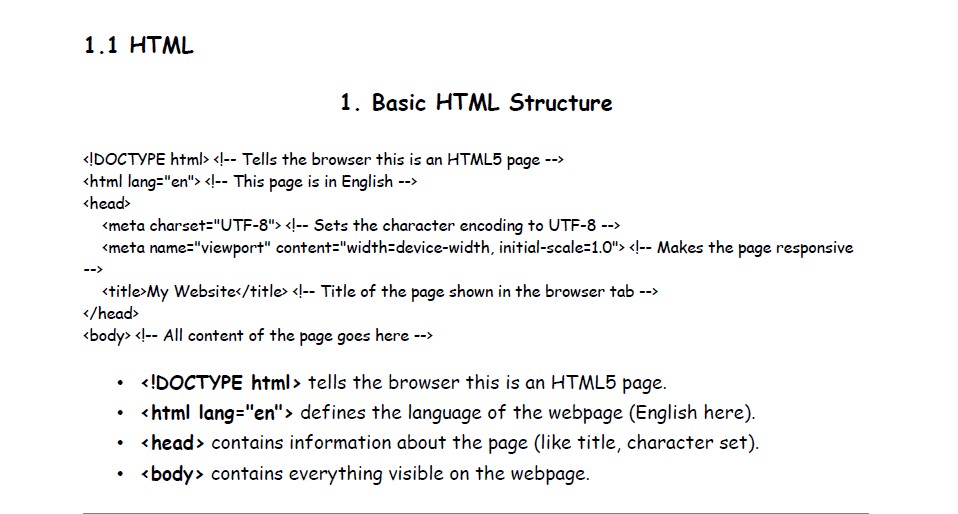 1.1 HTML
1. Basic HTML Structure
<!DOCTYPE html> <!-- Tells the browser this is an HTML5 page -->
<html lang="en"> <!-- This page is in English -->
<head>
<meta charset="UTF-8"> <!-- Sets the character encoding to UTF-8 -->
<meta name="viewport" content="width=device-width, initial-scale=1.0"> <!-- Makes the page responsive
-->
<title>My Website</title> <!-- Title of the page shown in the browser tab -->
</head>
<body> <!-- All content of the page goes here -->
• <!DOCTYPE html> tells the browser this is an HTML5 page.
• <html lang="en"> defines the language of the webpage (English here).
• <head> contains information about the page (like title, character set).
• <body> contains everything visible on the webpage.